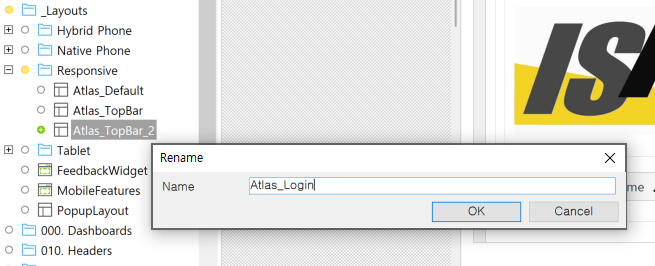 _Layouts
Hybrid Phone
Native Phone
Responsive
Atlas_Default
Atlas_TopBar
Atlas_TopBar_2
Tablet
FeedbackWidget
MobileFeatures
PopupLayout
000. Dashboards
010. Headers
Rename
Name
Atlas_Login
OK
Cancel
IS
me .